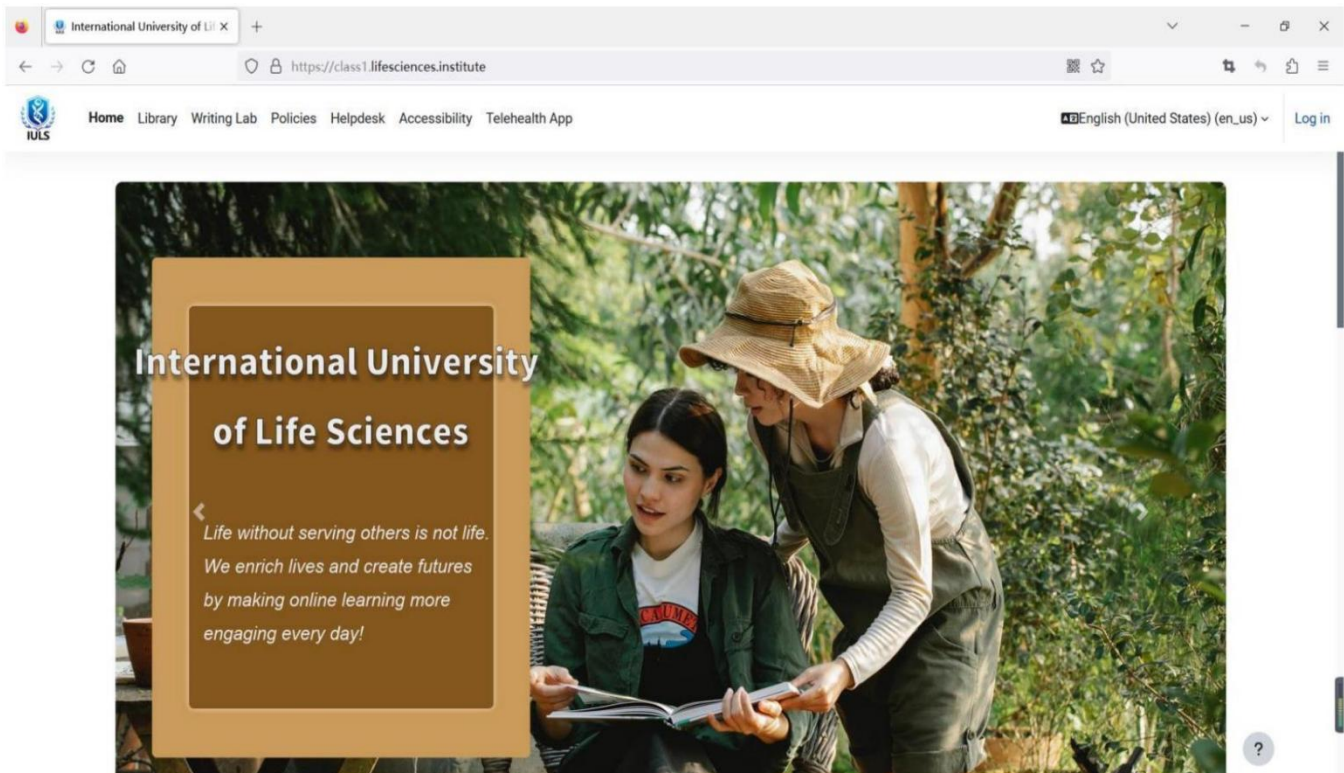 International University of Lif
https://class1.lifesciences.institute
IULS
Home Library Writing Lab Policies Helpdesk Accessibility Telehealth App
English (United States) (en_us)
Log in
International University
of Life Sciences
Life without serving others is not life.
We enrich lives and create futures
by making online learning more
engaging every day!
?